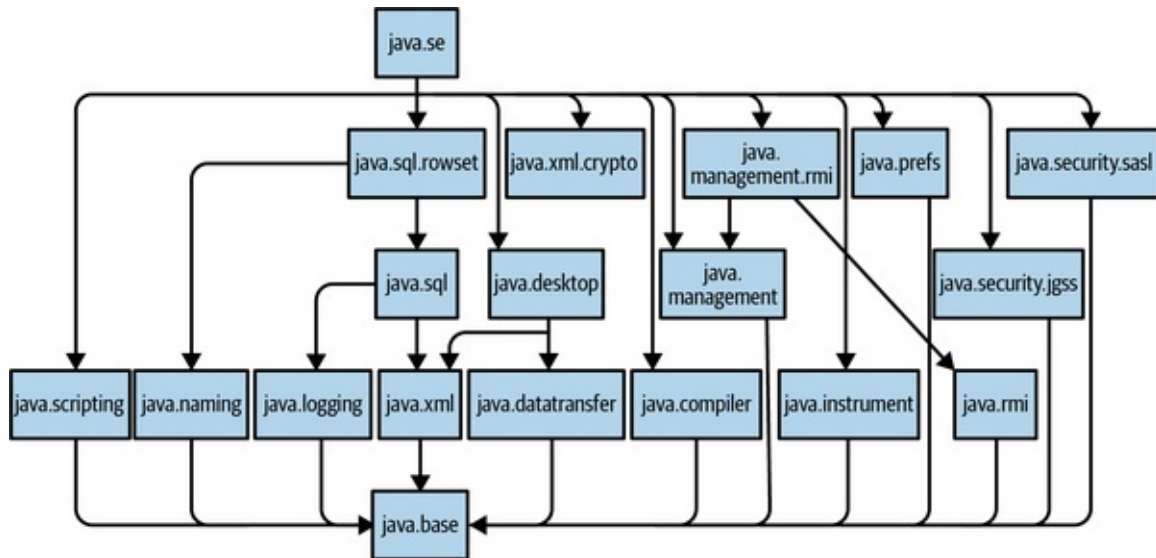 java.se
java.sql.rowset
java.xml.crypto
java.
management.rmi
java.prefs
java.security.sasl
java.sql
java.desktop
java.
management
java.security.jgss
java.scripting
java.naming
java.logging
java.xml
java.datatransfer
java.compiler
java.instrument
java.rmi
java.base